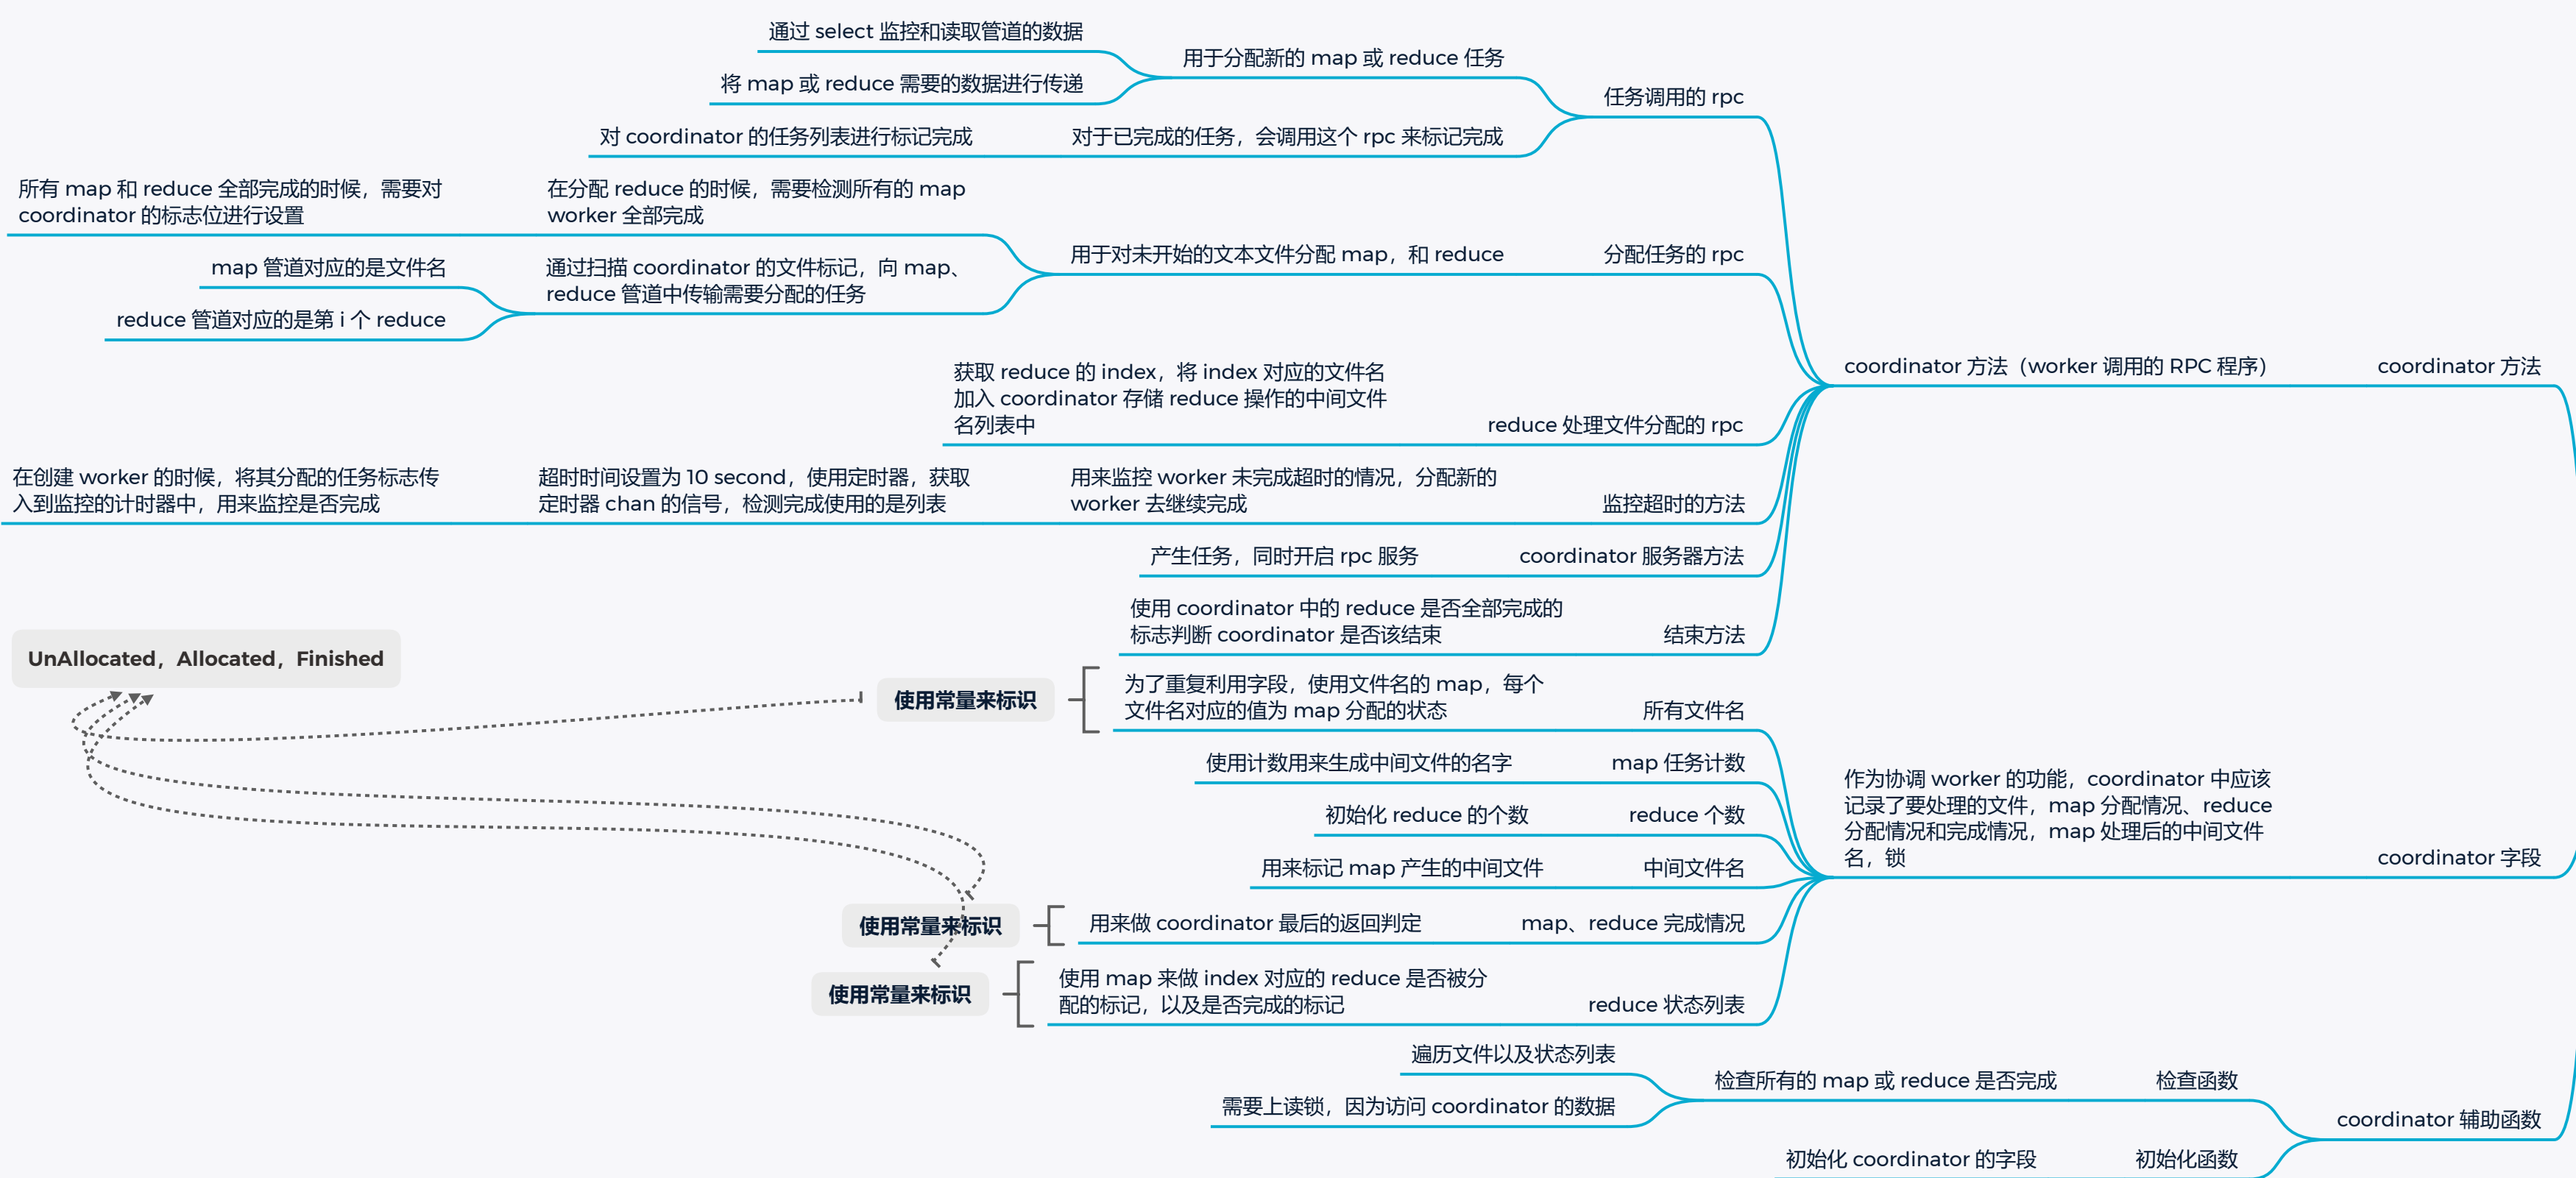 通过 select 监控和读取管道的数据
用于分配新的 map 或 reduce 任务
将 map 或 reduce 需要的数据进行传递
任务调用的 rpc
对 coordinator 的任务列表进行标记完成
对于已完成的任务，会调用这个 rpc 来标记完成
所有 map 和 reduce 全部完成的时候，需要对
coordinator 的标志位进行设置
在分配 reduce 的时候，需要检测所有的 map
worker 全部完成
用于对未开始的文本文件分配 map，和 reduce
分配任务的 rpc
map 管道对应的是文件名
通过扫描 coordinator 的文件标记，向 map、
reduce 管道中传输需要分配的任务
reduce 管道对应的是第 i 个 reduce
coordinator 方法（worker 调用的 RPC 程序）
coordinator 方法
获取 reduce 的 index，将 index 对应的文件名
加入 coordinator 存储 reduce 操作的中间文件
名列表中
reduce 处理文件分配的 rpc
在创建 worker 的时候，将其分配的任务标志传
入到监控的计时器中，用来监控是否完成
超时时间设置为 10 second，使用定时器，获取
定时器 chan 的信号，检测完成使用的是列表
用来监控 worker 未完成超时的情况，分配新的
worker 去继续完成
监控超时的方法
产生任务，同时开启 rpc 服务
coordinator 服务器方法
使用 coordinator 中的 reduce 是否全部完成的
标志判断 coordinator 是否该结束
结束方法
UnAllocated，Allocated，Finished
使用常量来标识
为了重复利用字段，使用文件名的 map，每个
文件名对应的值为 map 分配的状态
所有文件名
使用计数用来生成中间文件的名字
map 任务计数
初始化 reduce 的个数
reduce 个数
作为协调 worker 的功能，coordinator 中应该
记录了要处理的文件，map 分配情况、reduce
分配情况和完成情况，map 处理后的中间文件
名，锁
coordinator 字段
用来标记 map 产生的中间文件
中间文件名
使用常量来标识
用来做 coordinator 最后的返回判定
map、reduce 完成情况
使用常量来标识
使用 map 来做 index 对应的 reduce 是否被分
配的标记，以及是否完成的标记
reduce 状态列表
遍历文件以及状态列表
检查所有的 map 或 reduce 是否完成
检查函数
需要上读锁，因为访问 coordinator 的数据
coordinator 辅助函数
初始化 coordinator 的字段
初始化函数